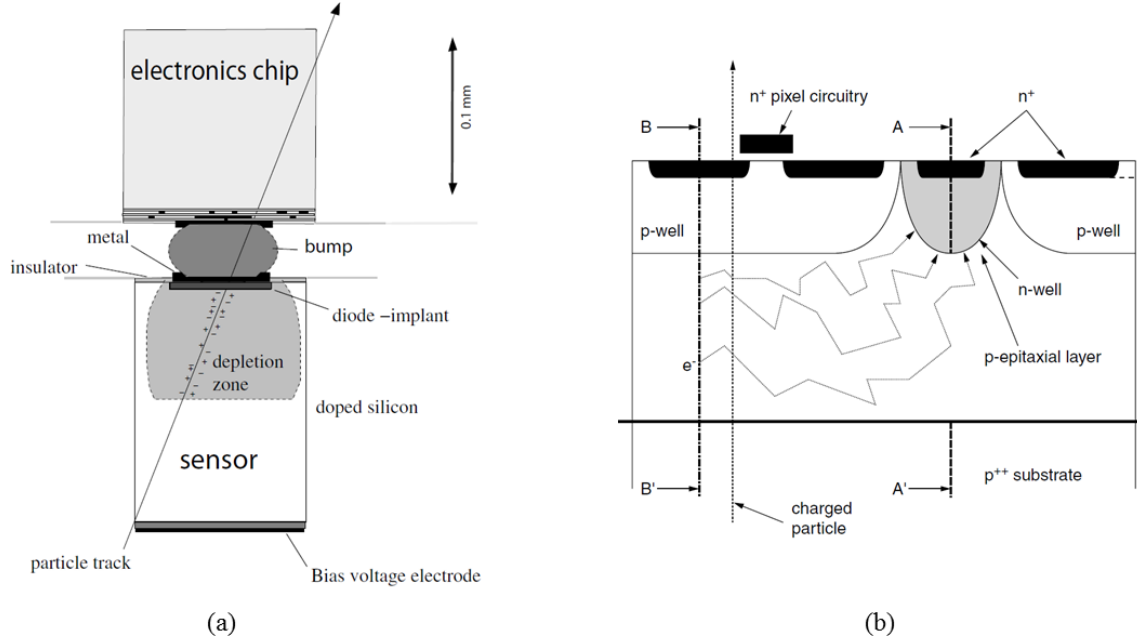 electronics chip
0.1 mm
metal
insulator
bump
diode –implant
depletion
zone
doped silicon
sensor
particle track
Bias voltage electrode
(a)
n+ pixel circuitry
n+
B
A
p-well
p-well
n-well
p-epitaxial layer
e-
p++ substrate
B'
A'
charged
particle
(b)